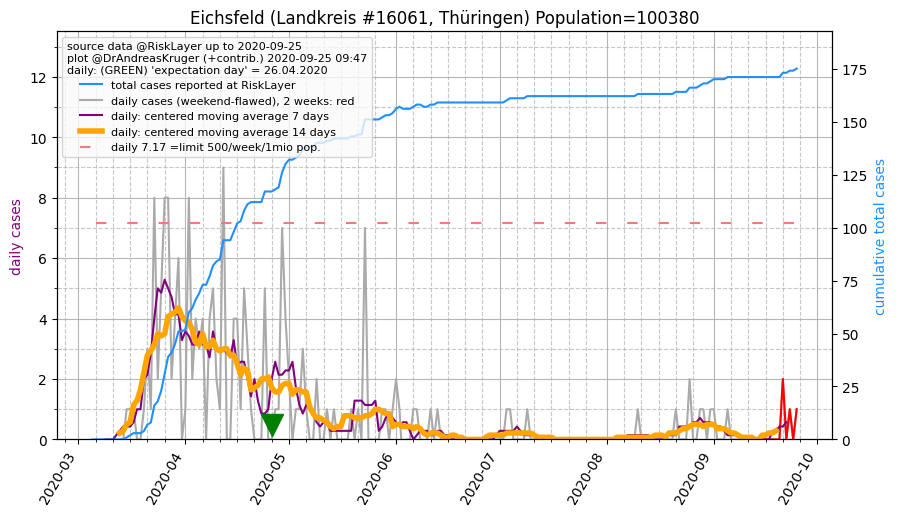 Eichsfeld (Landkreis #16061, Thüringen) Population=100380
source data @RiskLayer up to 2020-09-25
plot @DrAndreasKruger (+contrib.) 2020-09-25 09:47
daily: (GREEN) 'expectation day' = 26.04.2020
total cases reported at RiskLayer
daily cases (weekend-flawed), 2 weeks: red
daily: centered moving average 7 days
daily: centered moving average 14 days
daily 7.17 =limit 500/week/1mio pop.
daily cases
12
10
8
6
4
2
0
175
150
125
100
75
50
25
0
cumulative total cases
2020-03
2020-04
2020-05
2020-06
2020-07
2020-08
2020-09
2020-10